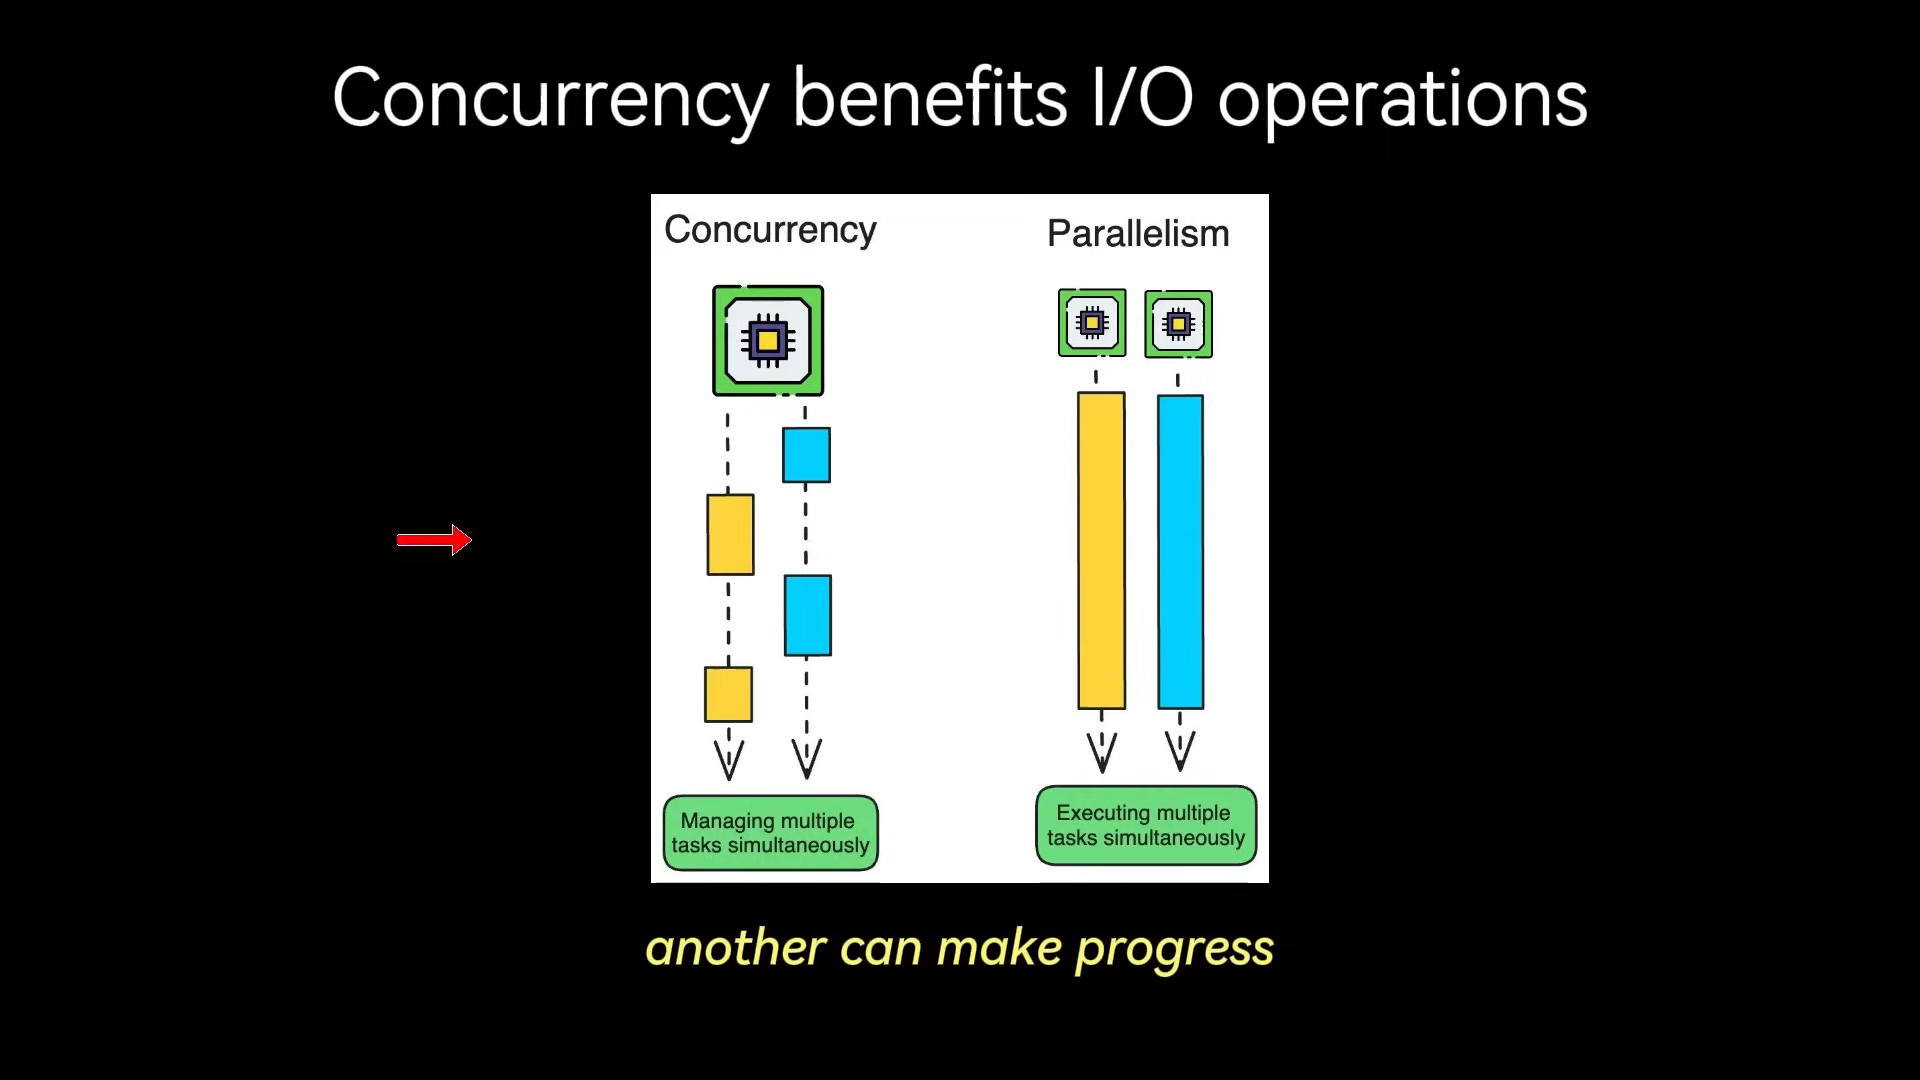 Concurrency benefits I/O operations
Concurrency
Parallelism
Managing multiple
tasks simultaneously
Executing multiple
tasks simultaneously
another can make progress